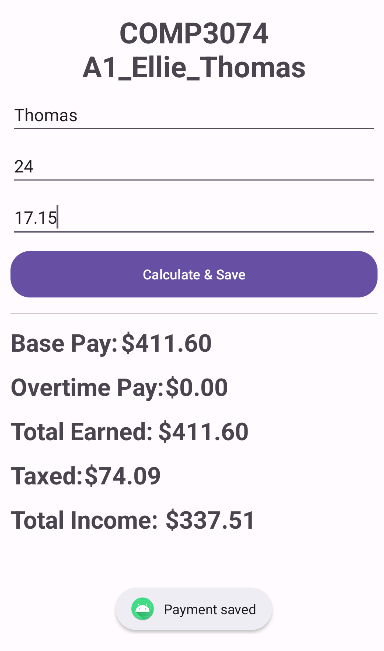 COMP3074
A1_Ellie_Thomas
Thomas
24
17.15
Calculate & Save
Base Pay: $411.60
Overtime Pay:$0.00
Total Earned: $411.60
Taxed:$74.09
Total Income: $337.51
Payment saved